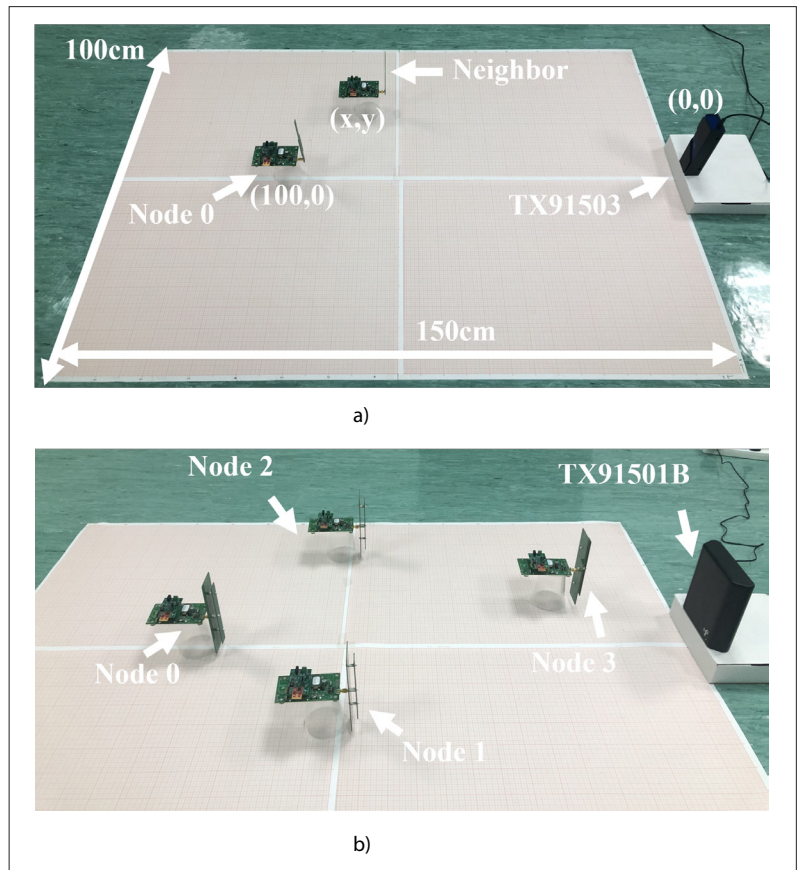 100cm
Neighbor
(0,0)
(x,y)
Node 0
(100,0)
TX91503
150cm
a)
Node 2
TX91501B
Node 0
Node 3
Node 1
b)